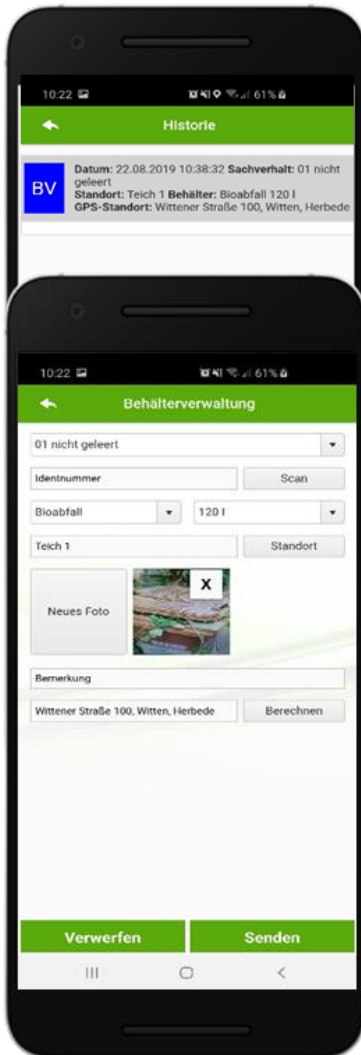 10:22 61%
Historie
BV
Datum: 22.08.2019 10:38:32 Sachverhalt: 01 nicht
geleert
Standort: Teich 1 Behälter: Bioabfall 120 l
GPS-Standort: Wittener Straße 100, Witten, Herbede
10:22 61%
Behälterverwaltung
01 nicht geleert
Identnummer Scan
Bioabfall 120 l
Teich 1 Standort
Neues Foto X
Bemerkung
Wittener Straße 100, Witten, Herbede Berechnen
Verwerfen Senden